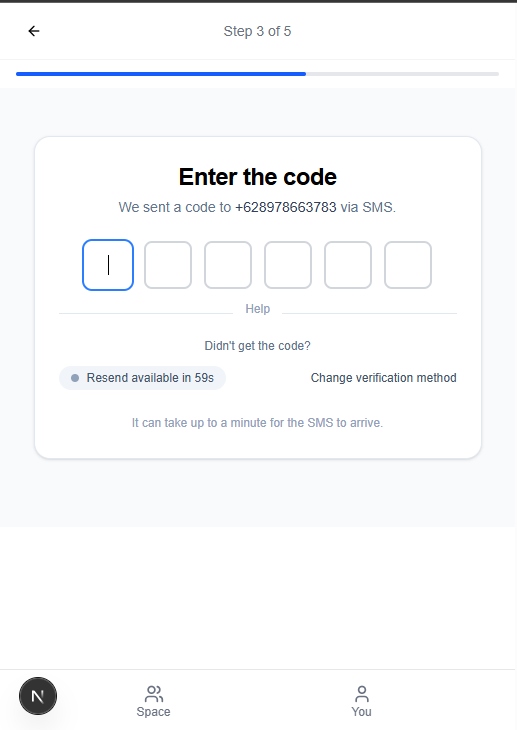 Step 3 of 5
Enter the code
We sent a code to +628978663783 via SMS.
Help
Didn't get the code?
Resend available in 59s
Change verification method
It can take up to a minute for the SMS to arrive.
N
Space
You